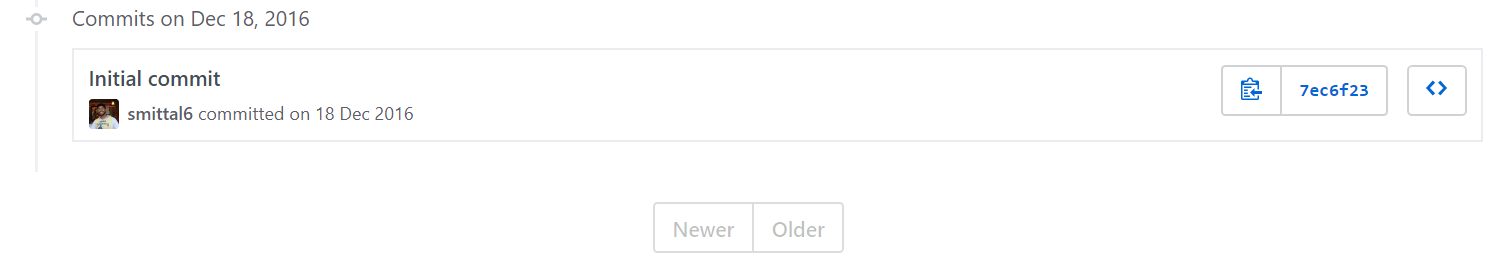 Commits on Dec 18, 2016
Initial commit
7ec6f23
smittal6 committed on 18 Dec 2016
Newer Older